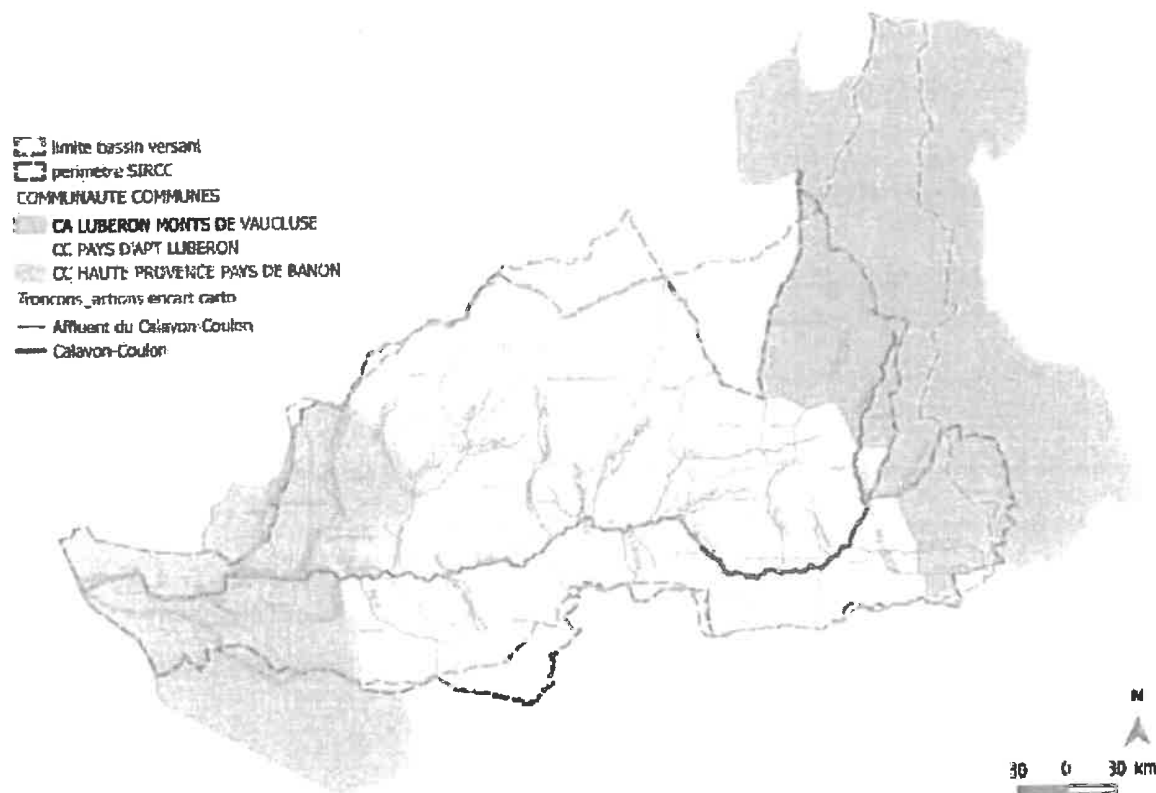 limite bassin versant
perimetre SIRCC
COMMUNAUTE COMMUNES
CA LUBERON MONTS DE VAUCLUSE
CC PAYS D'APT LUBERON
CC HAUTE PROVENCE PAYS DE BANON
Troncons_actions encart carto
Affluent du Calavon-Coulon
Calavon-Coulon
N
30 0 30 km